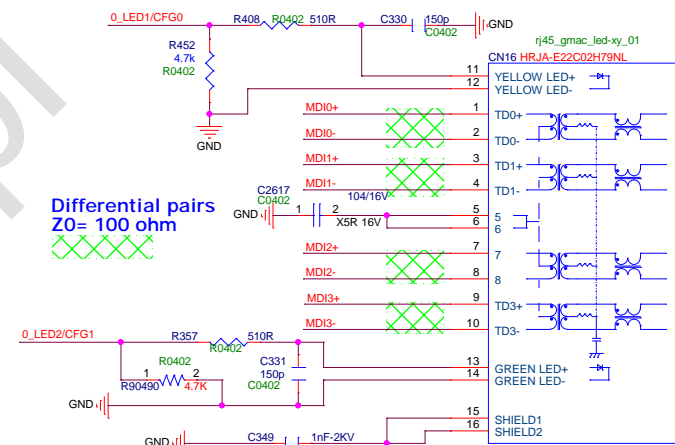 0_LED1/CFG0
R408
R0402
510R
C330
150p
C0402
GND
R452
4.7k
R0402
GND
rj45_gmac_led-xy_01
CN16 HRJA-E22C02H79NL
11
YELLOW LED+
12
YELLOW LED-
MDI0+
1
TD0+
MDI0-
2
TD0-
MDI1+
3
TD1+
MDI1-
4
TD1-
Differential pairs
Z0= 100 ohm
C2617
C0402
104/16V
GND
1
2
X5R 16V
5
5
6
6
MDI2+
7
7
MDI2-
8
8
MDI3+
9
TD3+
MDI3-
10
TD3-
0_LED2/CFG1
R357
510R
R0402
R0402
1
2
R90490
4.7K
C331
150p
C0402
13
GREEN LED+
14
GREEN LED-
GND
15
SHIELD1
16
SHIELD2
GND
C349
1nF-2KV